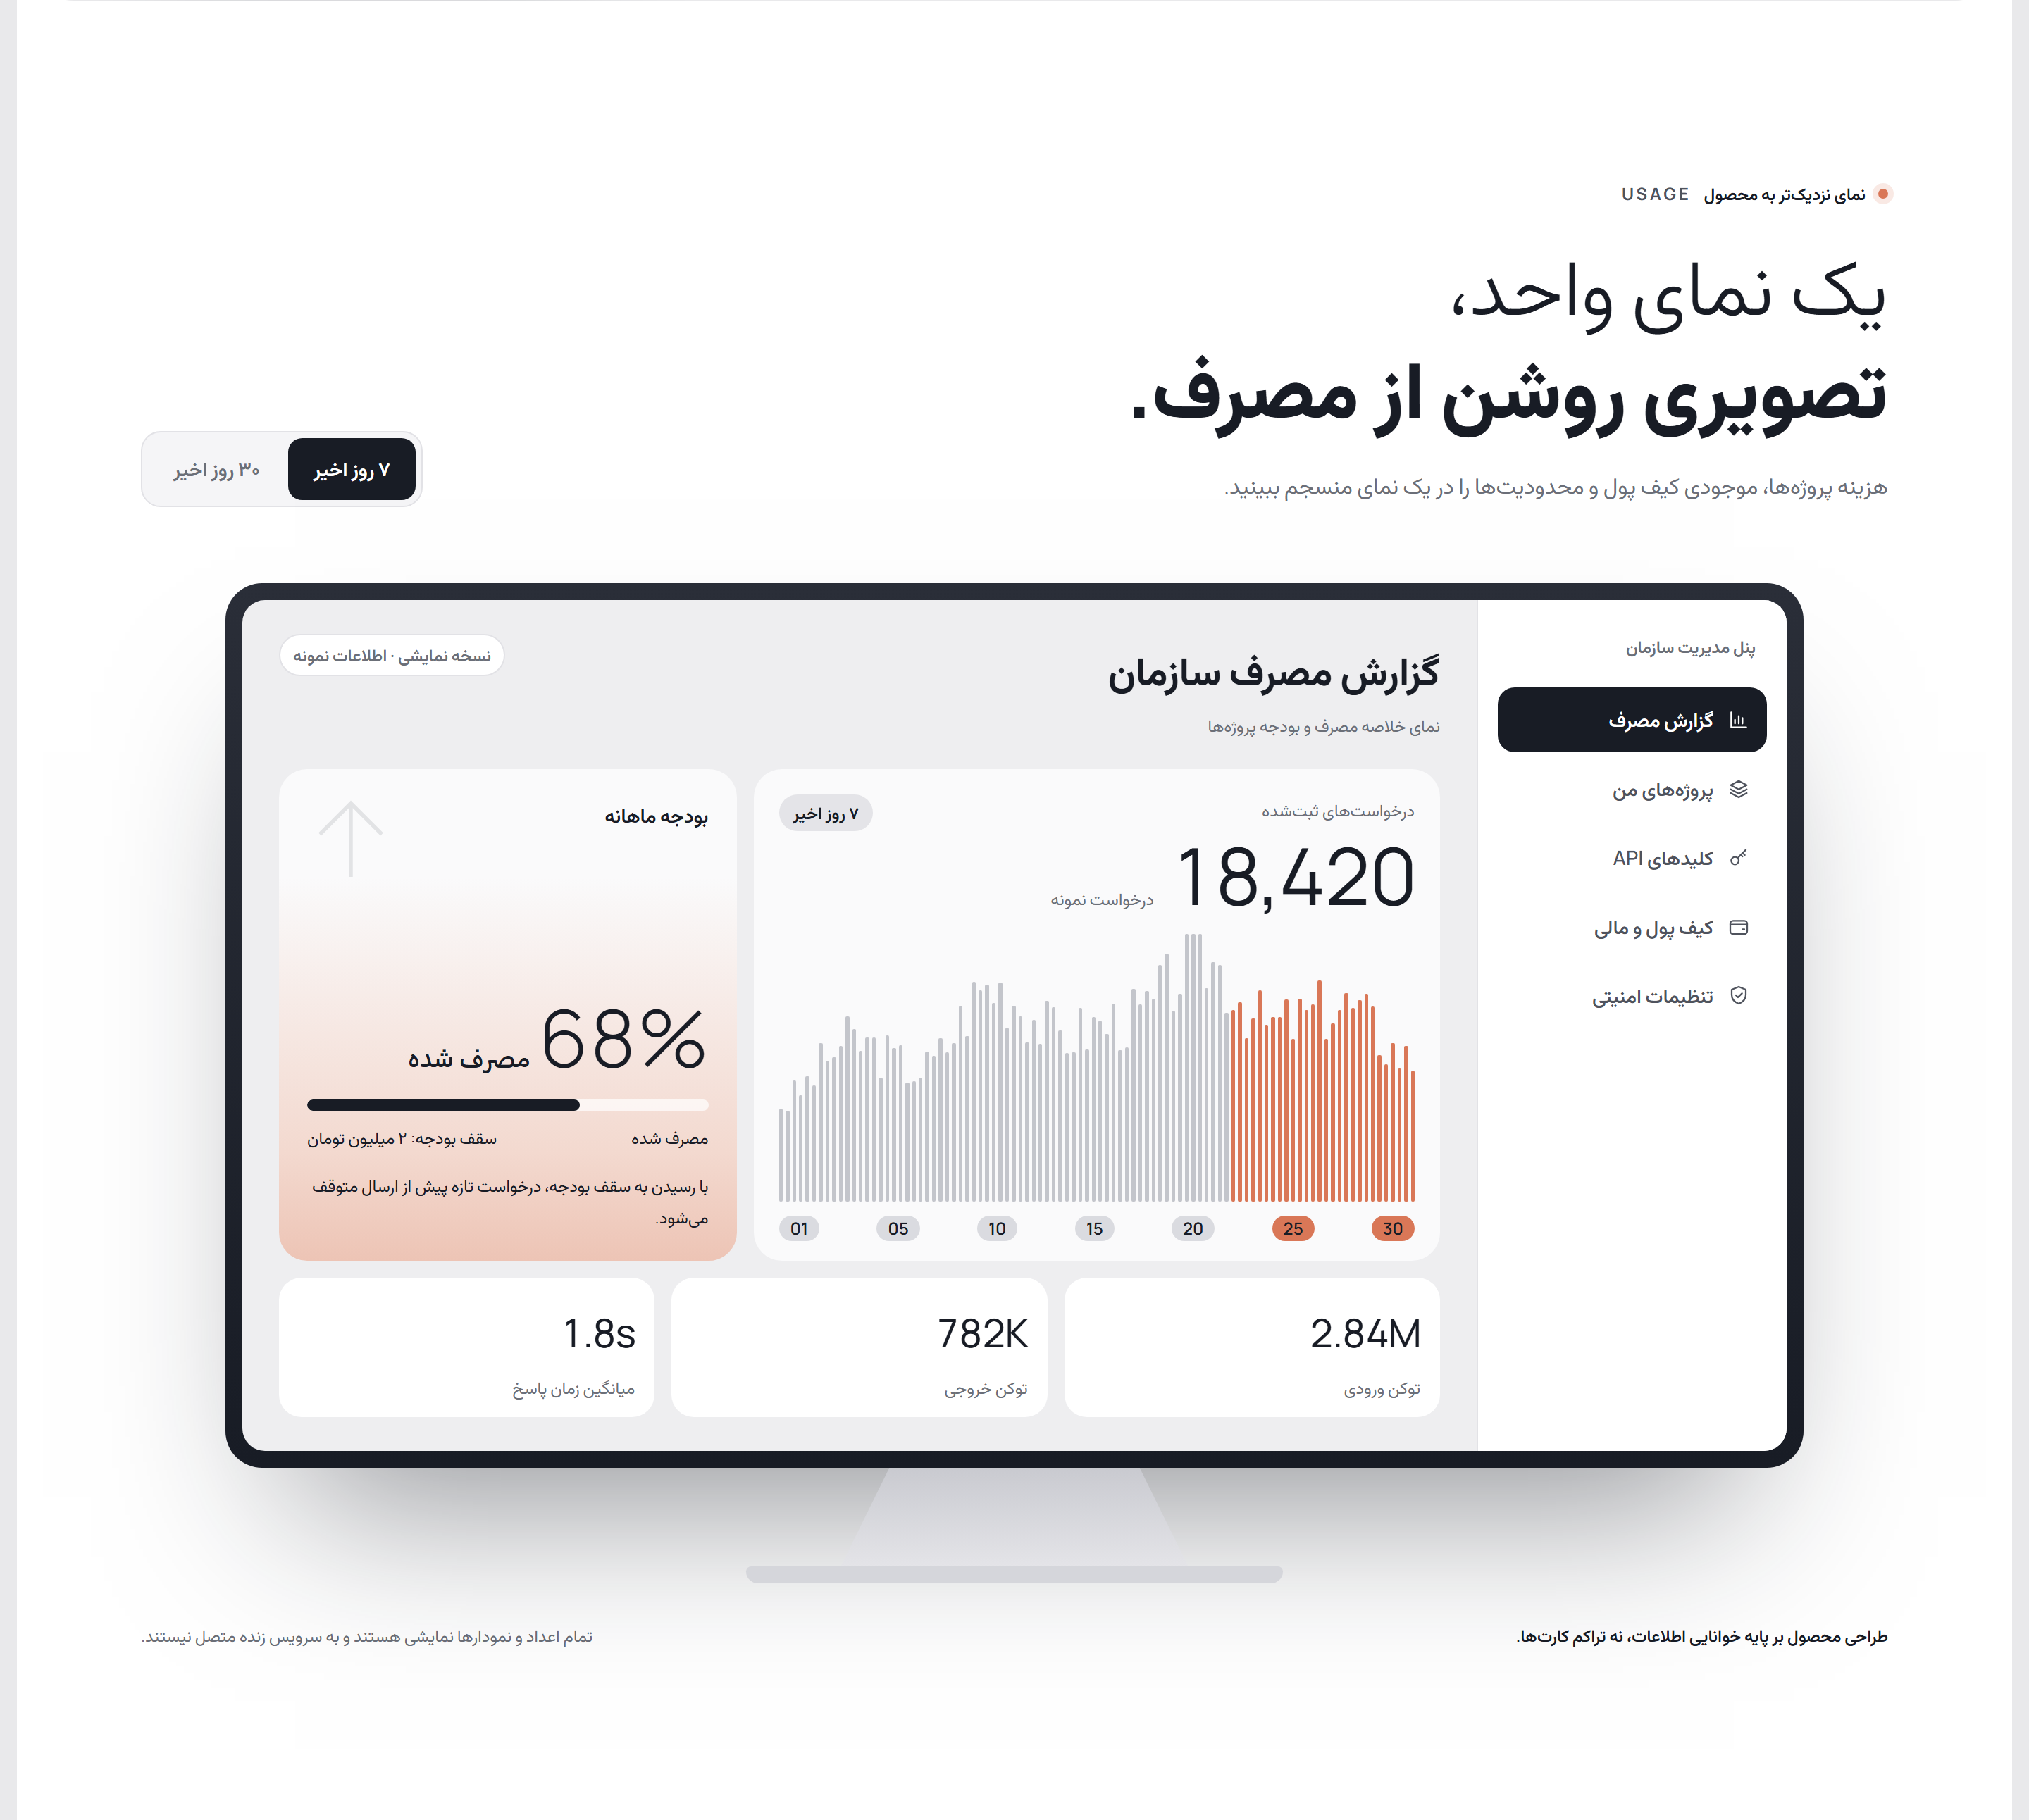 نمای نزدیک‌تر به محصول USAGE
یک نمای واحد،
تصویری روشن از مصرف.
هزینه پروژه‌ها، موجودی کیف پول و محدودیت‌ها را در یک نمای منسجم ببینید.
۷ روز اخیر
۳۰ روز اخیر
پنل مدیریت سازمان
گزارش مصرف
پروژه‌های من
کلیدهای API
کیف پول و مالی
تنظیمات امنیتی
گزارش مصرف سازمان
نمای خلاصه مصرف و بودجه پروژه‌ها
نسخه نمایشی · اطلاعات نمونه
درخواست‌های ثبت‌شده
۷ روز اخیر
18,420 درخواست نمونه
01 05 10 15 20 25 30
بودجه ماهانه
68% مصرف شده
مصرف شده
سقف بودجه: ۲ میلیون تومان
با رسیدن به سقف بودجه، درخواست تازه پیش از ارسال متوقف
می‌شود.
2.84M
توکن ورودی
782K
توکن خروجی
1.8s
میانگین زمان پاسخ
طراحی محصول بر پایه خوانایی اطلاعات، نه تراکم کارت‌ها.
تمام اعداد و نمودارها نمایشی هستند و به سرویس زنده متصل نیستند.